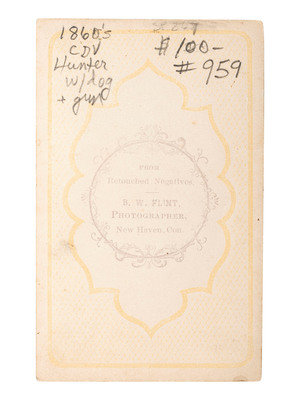 1860's
CDV
Hunter
w/dog
+ gun
$100-
#959
FROM
Retouched Negatives,
B. W. FLINT,
PHOTOGRAPHER,
New Haven, Con.